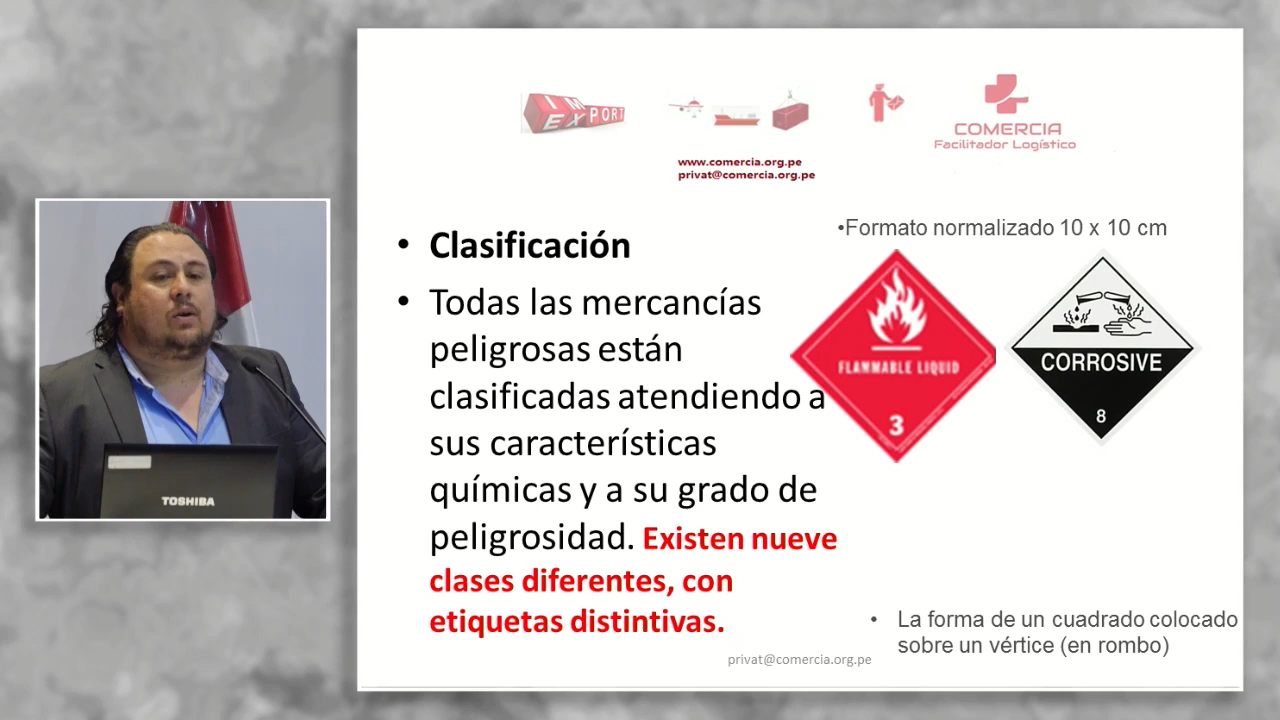 IM
EXPORT
COMERCIA
Facilitador Logístico
www.comercia.org.pe
privat@comercia.org.pe
• Clasificación
• Todas las mercancías
peligrosas están
clasificadas atendiendo a
sus características
químicas y a su grado de
peligrosidad. Existen nueve
clases diferentes, con
etiquetas distintivas.
•Formato normalizado 10 x 10 cm
FLAMMABLE LIQUID
3
CORROSIVE
8
• La forma de un cuadrado colocado
sobre un vértice (en rombo)
privat@comercia.org.pe
TOSHIBA